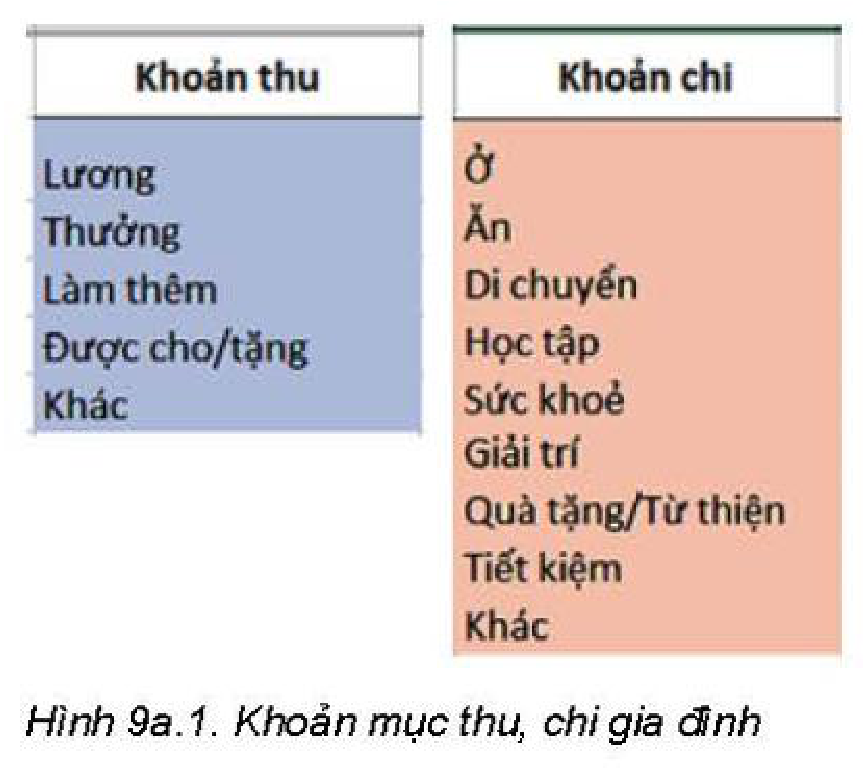 Khoản thu
Lương
Thưởng
Làm thêm
Được cho/tặng
Khác
Khoản chi
Ở
Ăn
Di chuyển
Học tập
Sức khoẻ
Giải trí
Quà tặng/Từ thiện
Tiết kiệm
Khác
Hình 9a.1. Khoản mục thu, chi gia đình